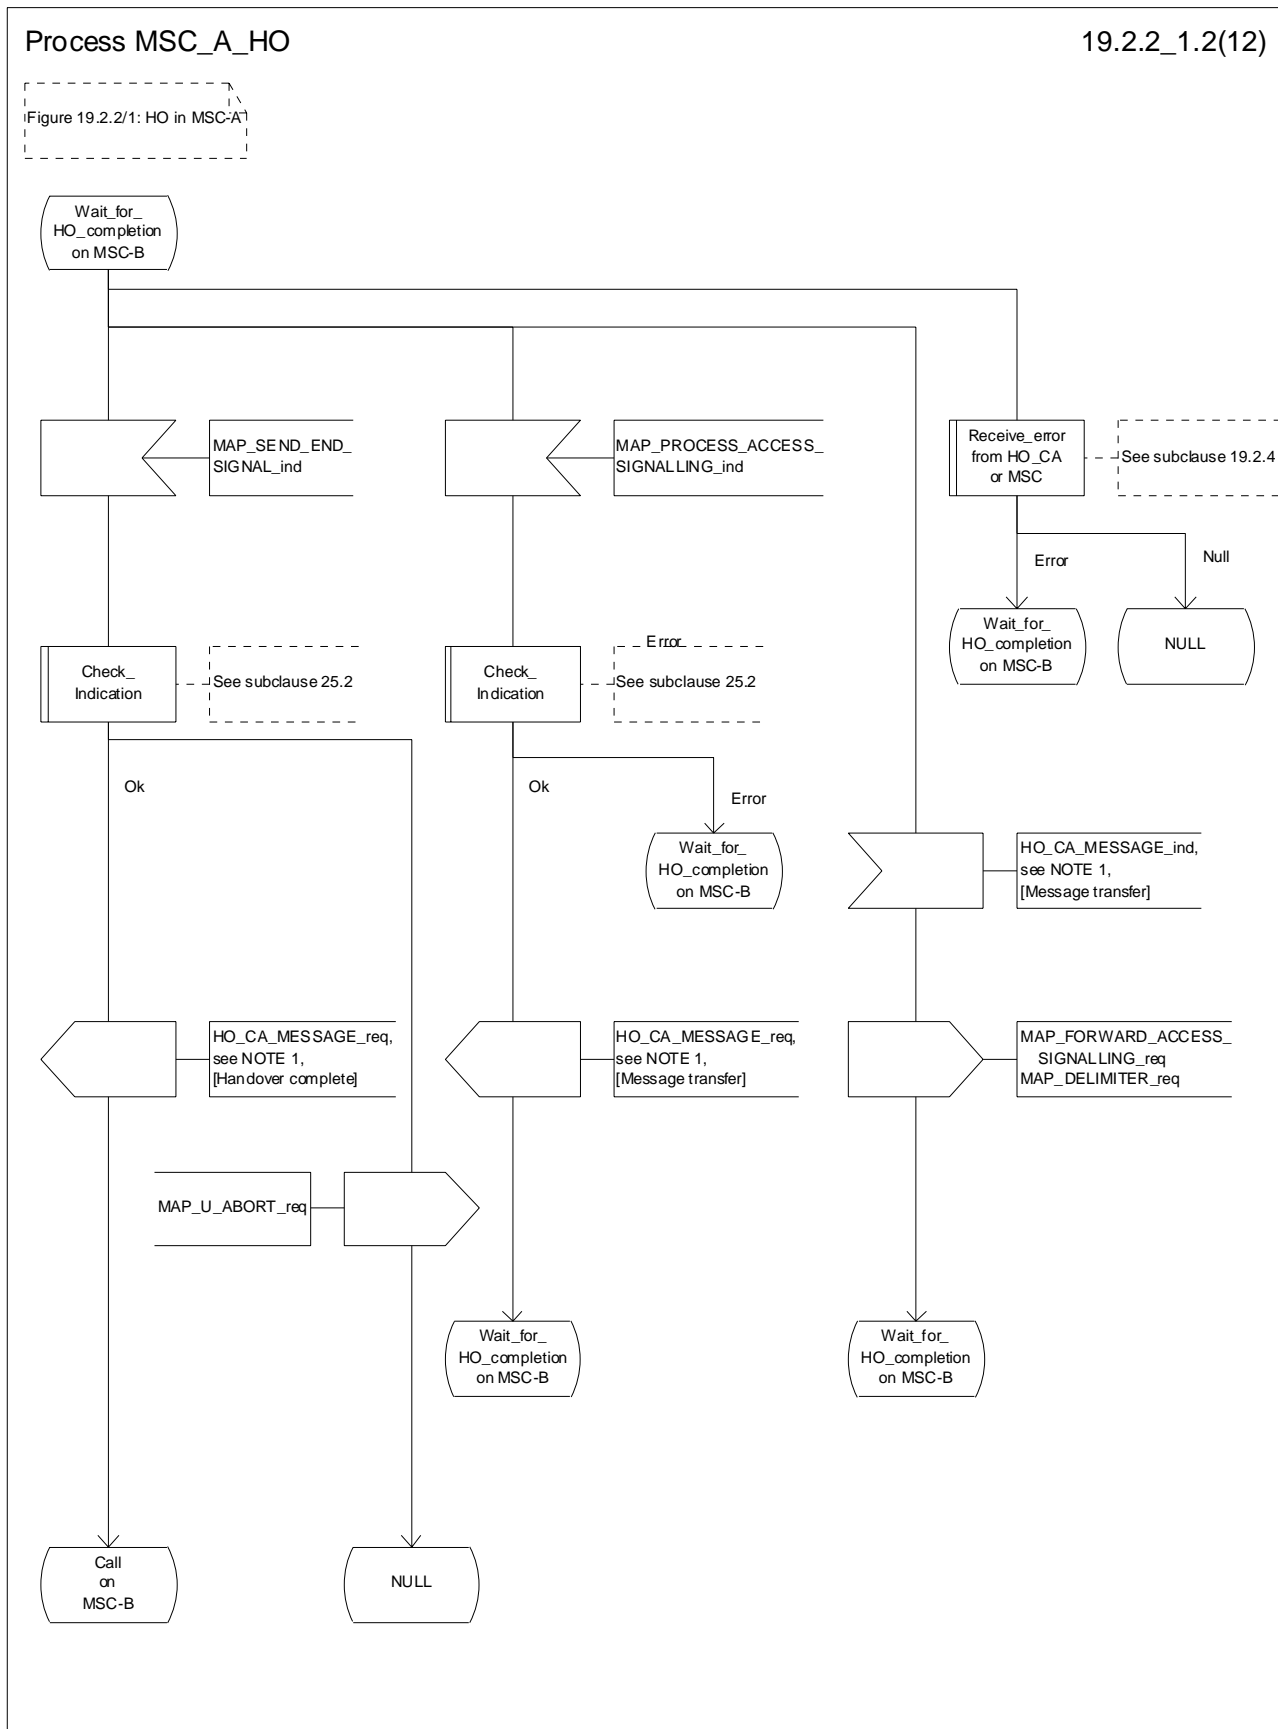 Process MSC_A_HO
19.2.2_1.2(12)
Figure 19.2.2/1: HO in MSC-A
Wait_for_
HO_completion
on MSC-B
MAP_SEND_END_
SIGNAL_ind
MAP_PROCESS_ACCESS_
SIGNALLING_ind
Receive_error
from HO_CA
or MSC
See subclause 19.2.4
Error
Null
Wait_for_
HO_completion
on MSC-B
NULL
Check_
Indication
See subclause 25.2
Error
Check_
Indication
See subclause 25.2
Ok
Ok
Error
Wait_for_
HO_completion
on MSC-B
HO_CA_MESSAGE_ind,
see NOTE 1,
[Message transfer]
HO_CA_MESSAGE_req,
see NOTE 1,
[Handover complete]
HO_CA_MESSAGE_req,
see NOTE 1,
[Message transfer]
MAP_FORWARD_ACCESS_
SIGNALLING_req
MAP_DELIMITER_req
MAP_U_ABORT_req
Wait_for_
HO_completion
on MSC-B
Wait_for_
HO_completion
on MSC-B
Call
on
MSC-B
NULL